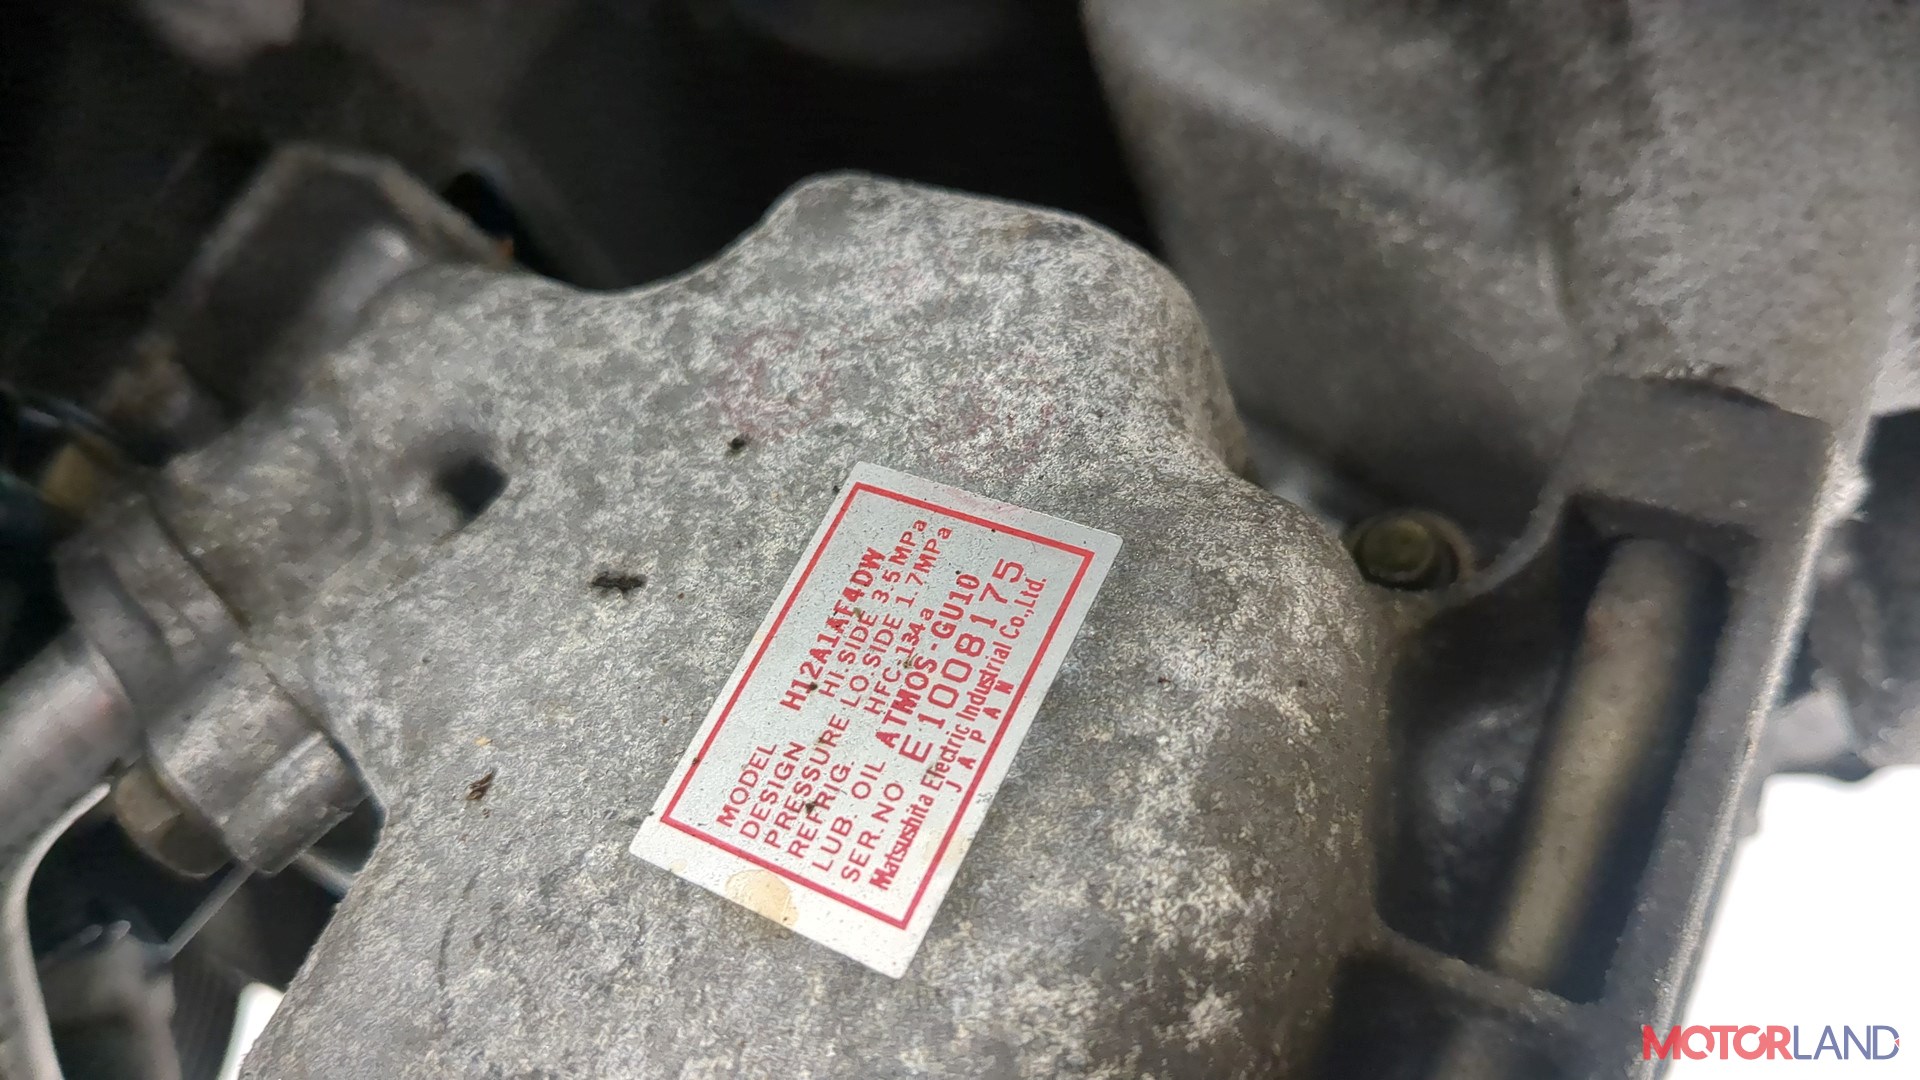 MODEL H12A1AF4DW
DESIGN HI.SIDE 3.5MPa
PRESSURE LO.SIDE 1.7MPa
REFRIG. HFC-134a
LUB. OIL ATMOS-GU10
SER.NO E1008175
Matsushita Electric Industrial Co.,Ltd.
JAPAN
MOTORLAND